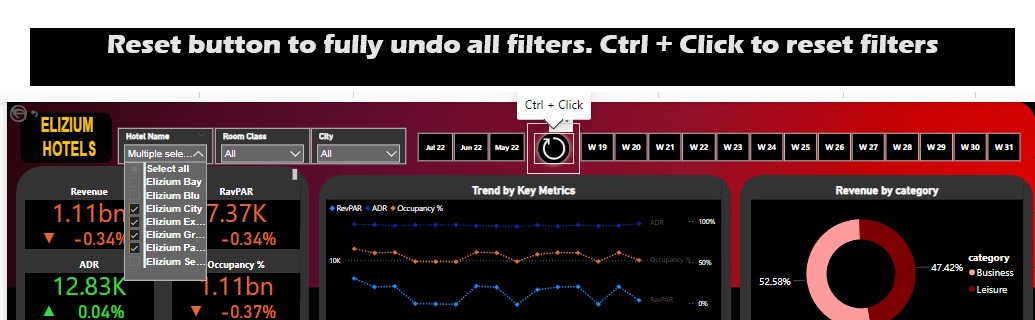 Reset button to fully undo all filters. Ctrl + Click to reset filters
Ctrl + Click
ELIZIUM
HOTELS
Hotel Name
Multiple sele...
Select all
Elizium Bay
Elizium Blu
Elizium City
Elizium Ex...
Elizium Gr...
Elizium Pa...
Elizium Se...
Room Class
All
City
All
Jul 22
Jun 22
May 22
W 19
W 20
W 21
W 22
W 23
W 24
W 25
W 26
W 27
W 28
W 29
W 30
W 31
Revenue
1.11bn
-0.34%
RavPAR
7.37K
-0.34%
ADR
12.83K
0.04%
Occupancy %
1.11bn
-0.37%
Trend by Key Metrics
RevPAR ADR Occupancy %
10K
ADR
Occupancy %
RevPAR
100%
50%
0%
Revenue by category
52.58%
47.42%
category
Business
Leisure